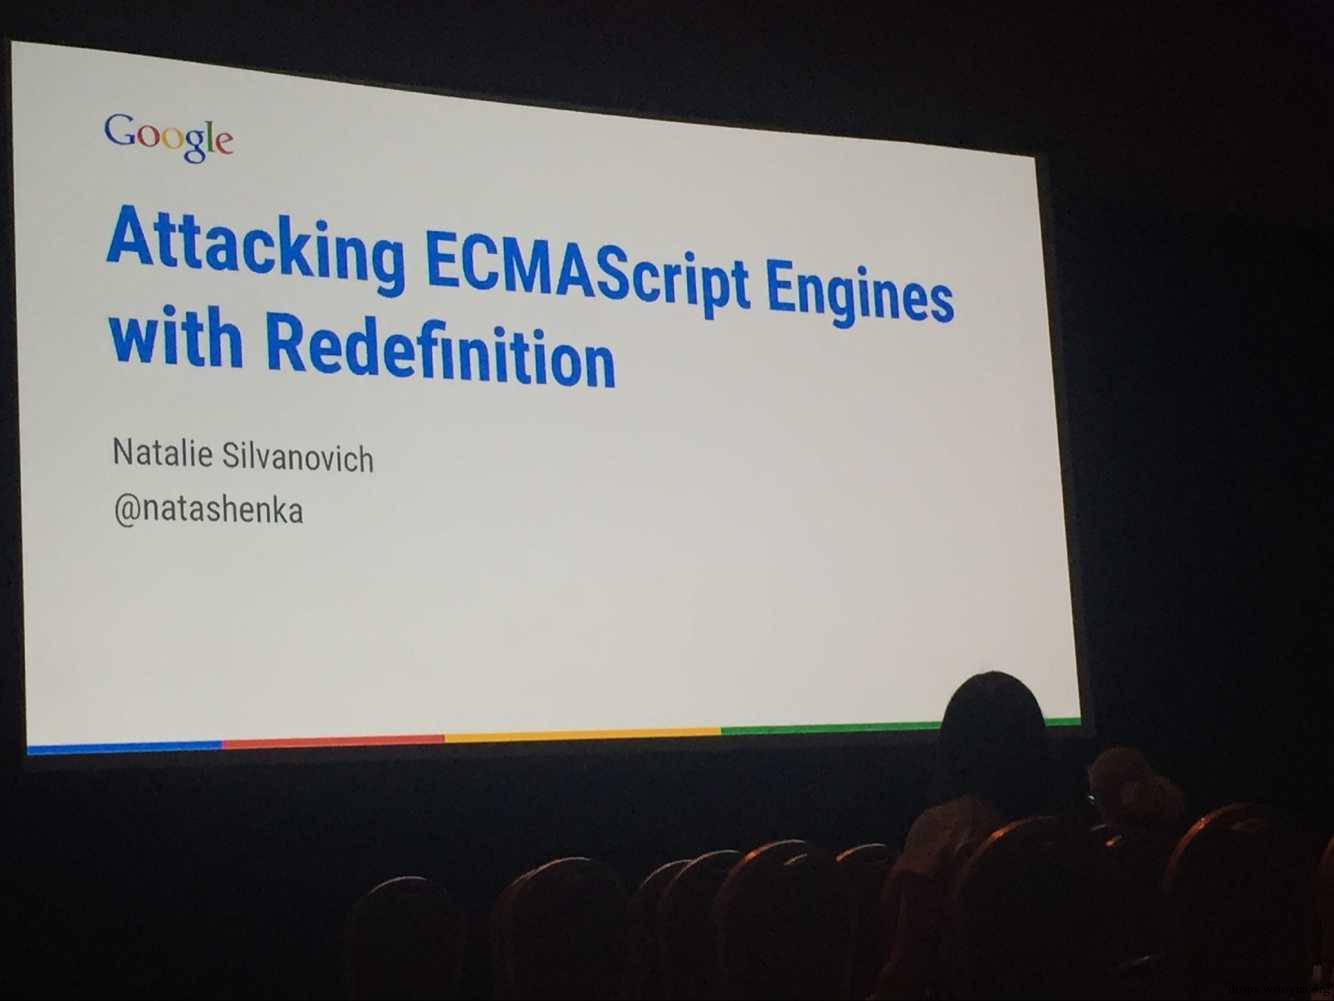 Google
Attacking ECMAScript Engines
with Redefinition
Natalie Silvanovich
@natashenka